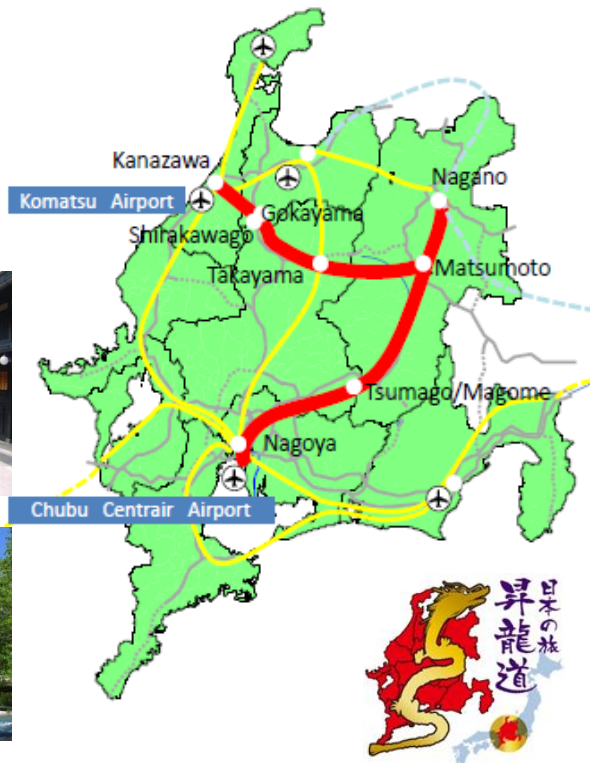 Kanazawa
Nagano
Komatsu Airport
Gokayama
Shirakawago
Takayama
Matsumoto
Tsumago/Magome
Nagoya
Chubu Centrair Airport
日本の旅
昇龍道